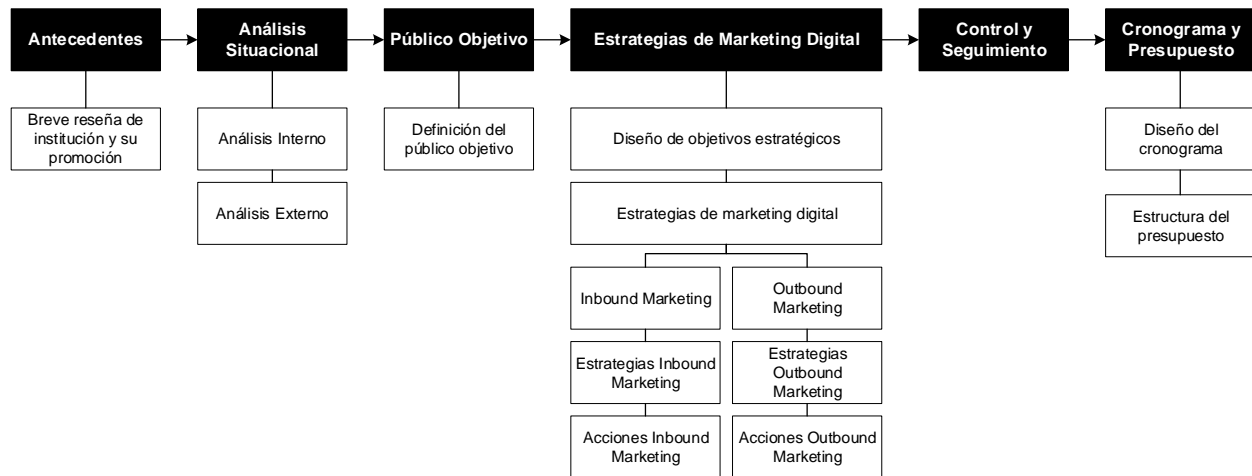 Antecedentes
Análisis
Situacional
Público Objetivo
Estrategias de Marketing Digital
Control y
Seguimiento
Cronograma y
Presupuesto
Breve reseña de
institución y su
promoción
Análisis Interno
Análisis Externo
Definición del
público objetivo
Diseño de objetivos estratégicos
Estrategias de marketing digital
Inbound Marketing
Outbound
Marketing
Estrategias Inbound
Marketing
Estrategias
Outbound
Marketing
Acciones Inbound
Marketing
Acciones Outbound
Marketing
Diseño del
cronograma
Estructura del
presupuesto